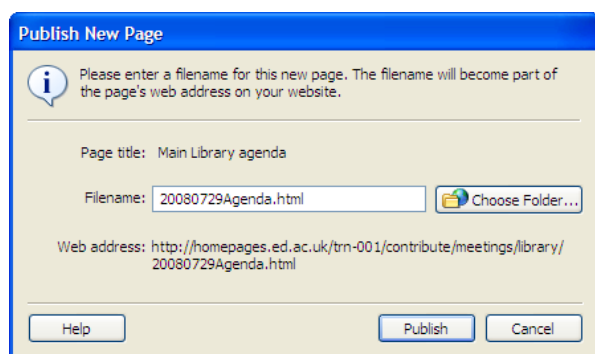 Publish New Page
Please enter a filename for this new page. The filename will become part of
the page's web address on your website.
Page title: Main Library agenda
Filename: 20080729Agenda.html Choose Folder...
Web address: http://homepages.ed.ac.uk/trn-001/contribute/meetings/library/
20080729Agenda.html
Help Publish Cancel